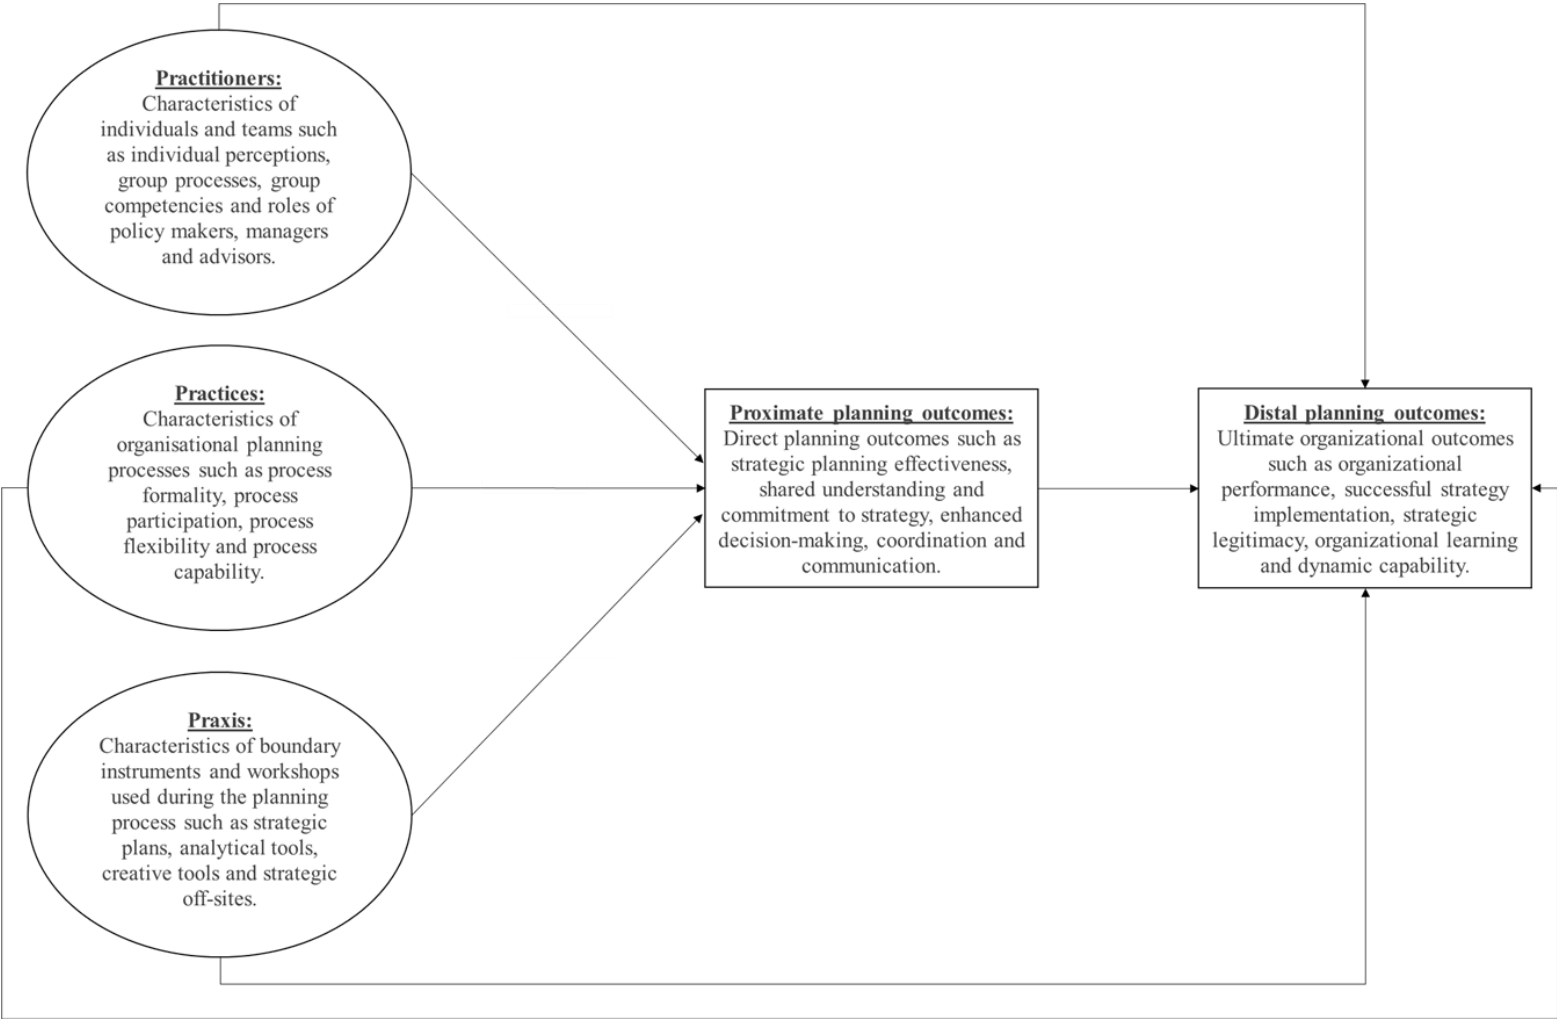 Practitioners:
Characteristics of
individuals and teams such
as individual perceptions,
group processes, group
competencies and roles of
policy makers, managers
and advisors.
Practices:
Characteristics of
organisational planning
processes such as process
formality, process
participation, process
flexibility and process
capability.
Praxis:
Characteristics of boundary
instruments and workshops
used during the planning
process such as strategic
plans, analytical tools,
creative tools and strategic
off-sites.
Proximate planning outcomes:
Direct planning outcomes such as
strategic planning effectiveness,
shared understanding and
commitment to strategy, enhanced
decision-making, coordination and
communication.
Distal planning outcomes:
Ultimate organizational outcomes
such as organizational
performance, successful strategy
implementation, strategic
legitimacy, organizational learning
and dynamic capability.